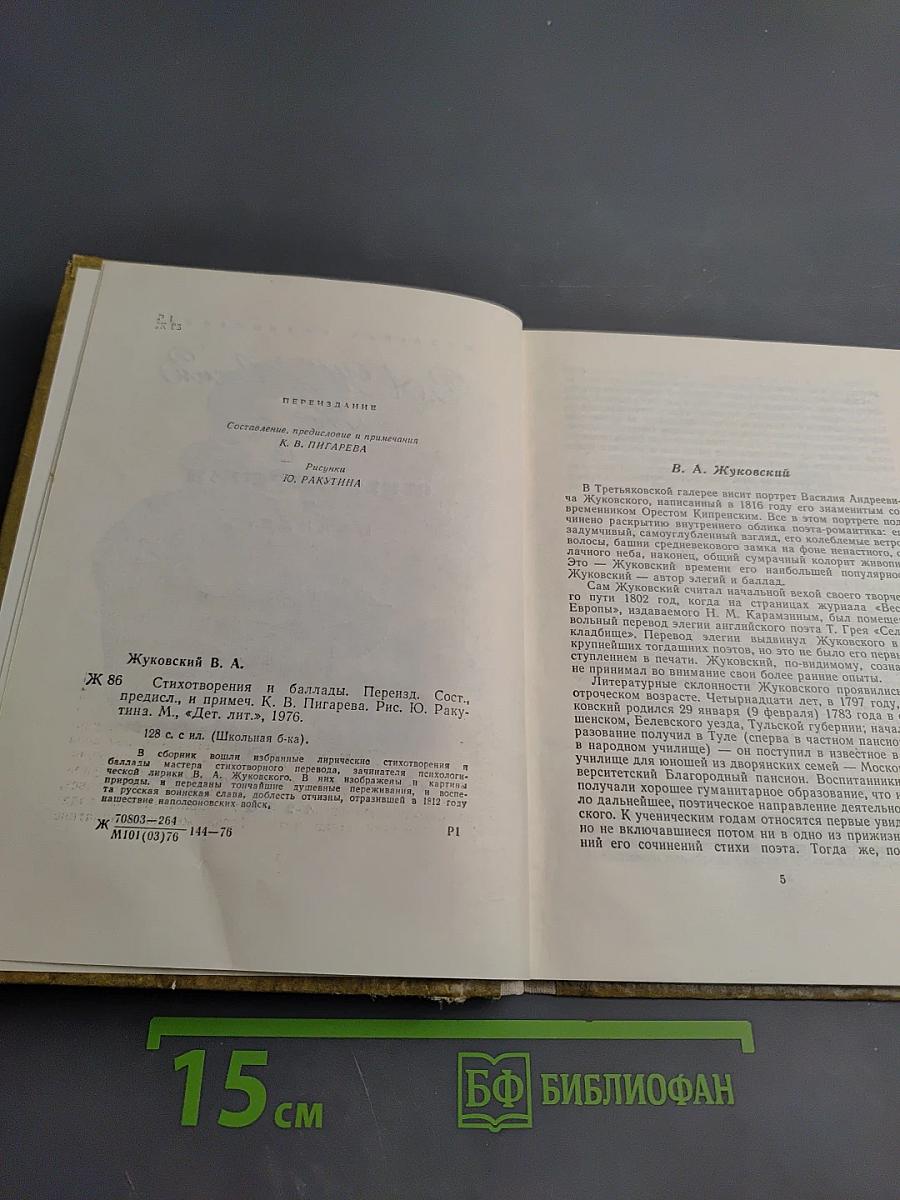 Р 1
ПЕРЕИЗДАНИЕ
Составление, предисловие и примечания
К. В. ПИГАРЕВА
Рисунки
Ю. РАКУТИНА
Жуковский В. А.
Ж 86 Стихотворения и баллады. Переизд. Сост.,
предисл., и примеч. К. В. Пигарева. Рис. Ю. Раку-
тина. М., «Дет. лит.», 1976.
128 с. с ил. (Школьная б-ка).
В сборник вошли избранные лирические стихотворения и
баллады мастера стихотворного перевода, зачинателя психологи-
ческой лирики В. А. Жуковского. В них изображены и картины
природы, и переданы тончайшие душевные переживания, и воспе-
та русская воинская слава, доблесть отчизны, отразившей в 1812 году
нашествие наполеоновских войск.
Ж 70803—264
М101(03)76 144—76 Р1
В. А. Жуковский
В Третьяковской галерее висит портрет Василия Андрееви-
ча Жуковского, написанный в 1816 году его знаменитым со
временником Орестом Кипренским. Все в этом портрете под
чинено раскрытию внутреннего облика поэта-романтика: е
задумчивый, самоуглубленный взгляд, его колеблемые ветро
волосы, башни средневекового замка на фоне ненастного, о
лачного неба, наконец, общий сумрачный колорит живопи
Это — Жуковский времени его наибольшей популярнос
Жуковский — автор элегий и баллад.
Сам Жуковский считал начальной вехой своего творче
го пути 1802 год, когда на страницах журнала «Вес
Европы», издаваемого Н. М. Карамзиным, был помеще
вольный перевод элегии английского поэта Т. Грея «Сел
кладбище». Перевод элегии выдвинул Жуковского в
крупнейших тогдашних поэтов, но это не было его перв
ступлением в печати. Жуковский, по-видимому, созна
не принимал во внимание свои более ранние опыты.
Литературные склонности Жуковского проявилис
отроческом возрасте. Четырнадцати лет, в 1797 году,
ковский родился 29 января (9 февраля) 1783 года в с
шенском, Белевского уезда, Тульской губернии; начал
разование получил в Туле (сперва в частном пансио
в народном училище) — он поступил в известное в
училище для юношей из дворянских семей — Моско
верситетский Благородный пансион. Воспитанники
получали хорошее гуманитарное образование, что и
ло дальнейшее, поэтическое направление деятельно
ского. К ученическим годам относятся первые увид
но не включавшиеся потом ни в одно из прижизн
ний его сочинений стихи поэта. Тогда же, по
5
15 см
БФ БИБЛИОФАН